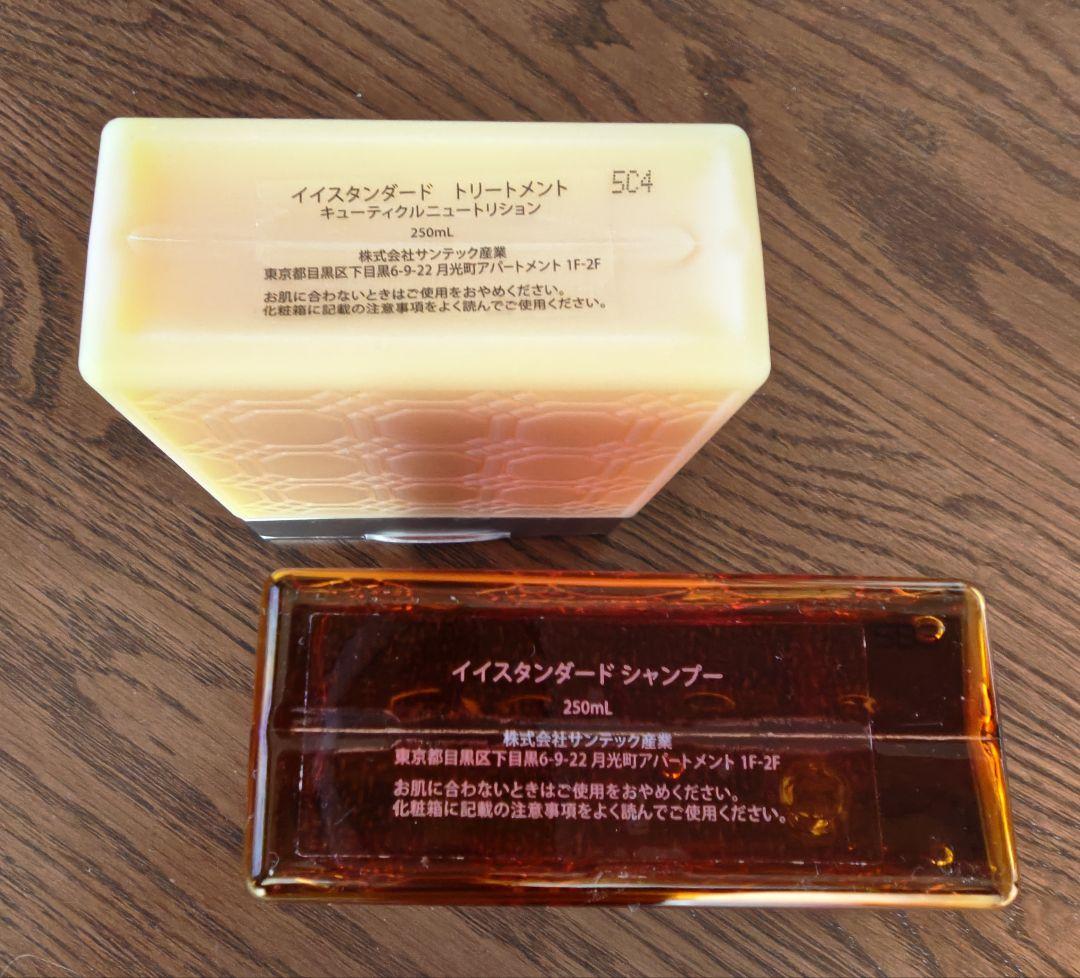 イイスタンダード　トリートメント
キューティクルニュートリション
5C4
250mL
株式会社サンテック産業
東京都目黒区下目黒6-9-22 月光町アパートメント 1F-2F
お肌に合わないときはご使用をおやめください。
化粧箱に記載の注意事項をよく読んでご使用ください。
イイスタンダード シャンプー
250mL
株式会社サンテック産業
東京都目黒区下目黒6-9-22 月光町アパートメント 1F-2F
お肌に合わないときはご使用をおやめください。
化粧箱に記載の注意事項をよく読んでご使用ください。